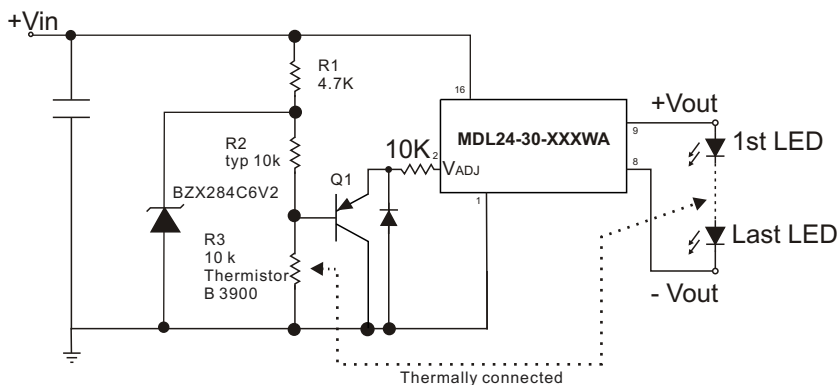 +Vin
R1
4.7K
16
+Vout
MDL24-30-XXXWA
9
1st LED
R2
typ 10k
10K
2
VADJ
8
Q1
BZX284C6V2
1
R3
10 k
Thermistor
B 3900
Last LED
- Vout
Thermally connected